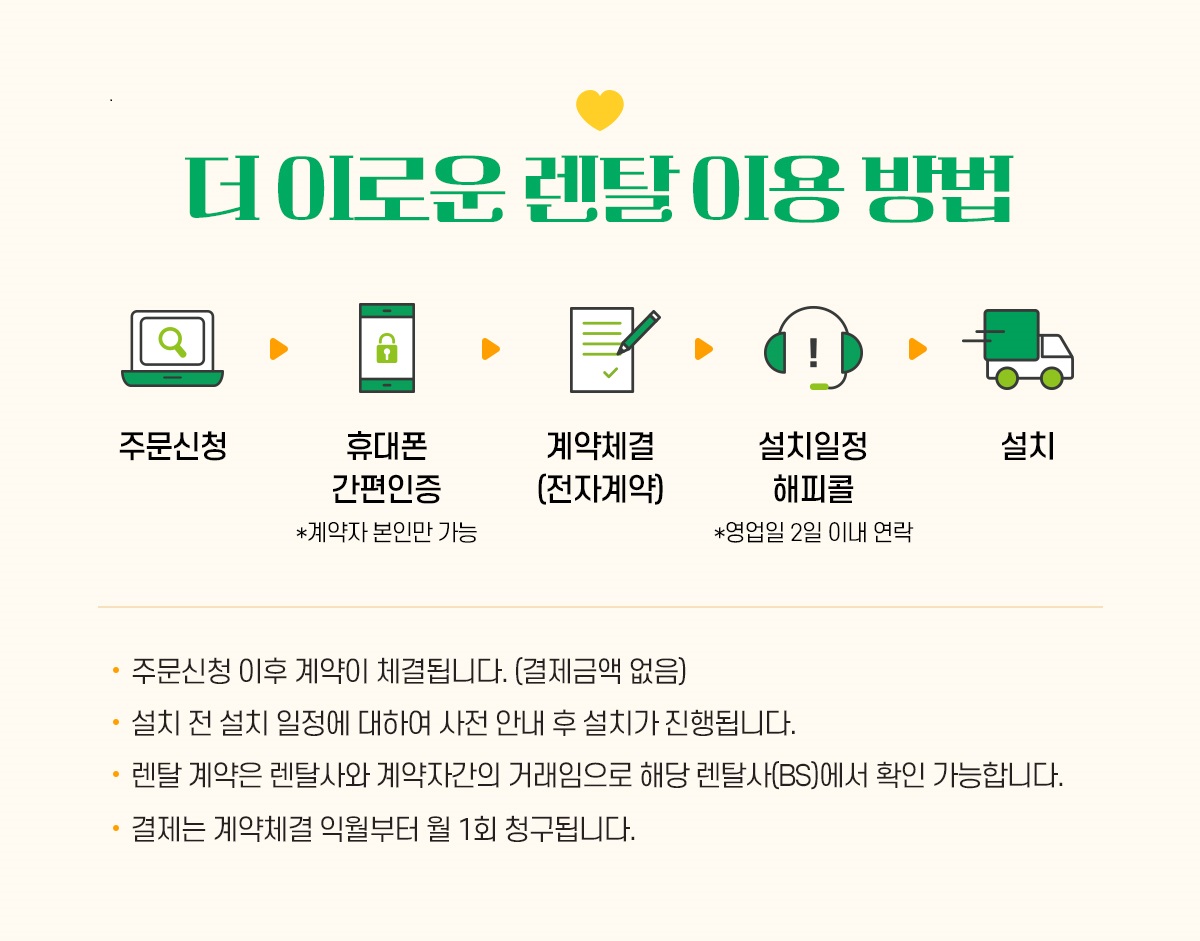 더 이로운 렌탈 이용 방법
주문신청
휴대폰
간편인증
*계약자 본인만 가능
계약체결
(전자계약)
설치일정
해피콜
*영업일 2일 이내 연락
설치
• 주문신청 이후 계약이 체결됩니다. (결제금액 없음)
• 설치 전 설치 일정에 대하여 사전 안내 후 설치가 진행됩니다.
• 렌탈 계약은 렌탈사와 계약자간의 거래임으로 해당 렌탈사(BS)에서 확인 가능합니다.
• 결제는 계약체결 익월부터 월 1회 청구됩니다.